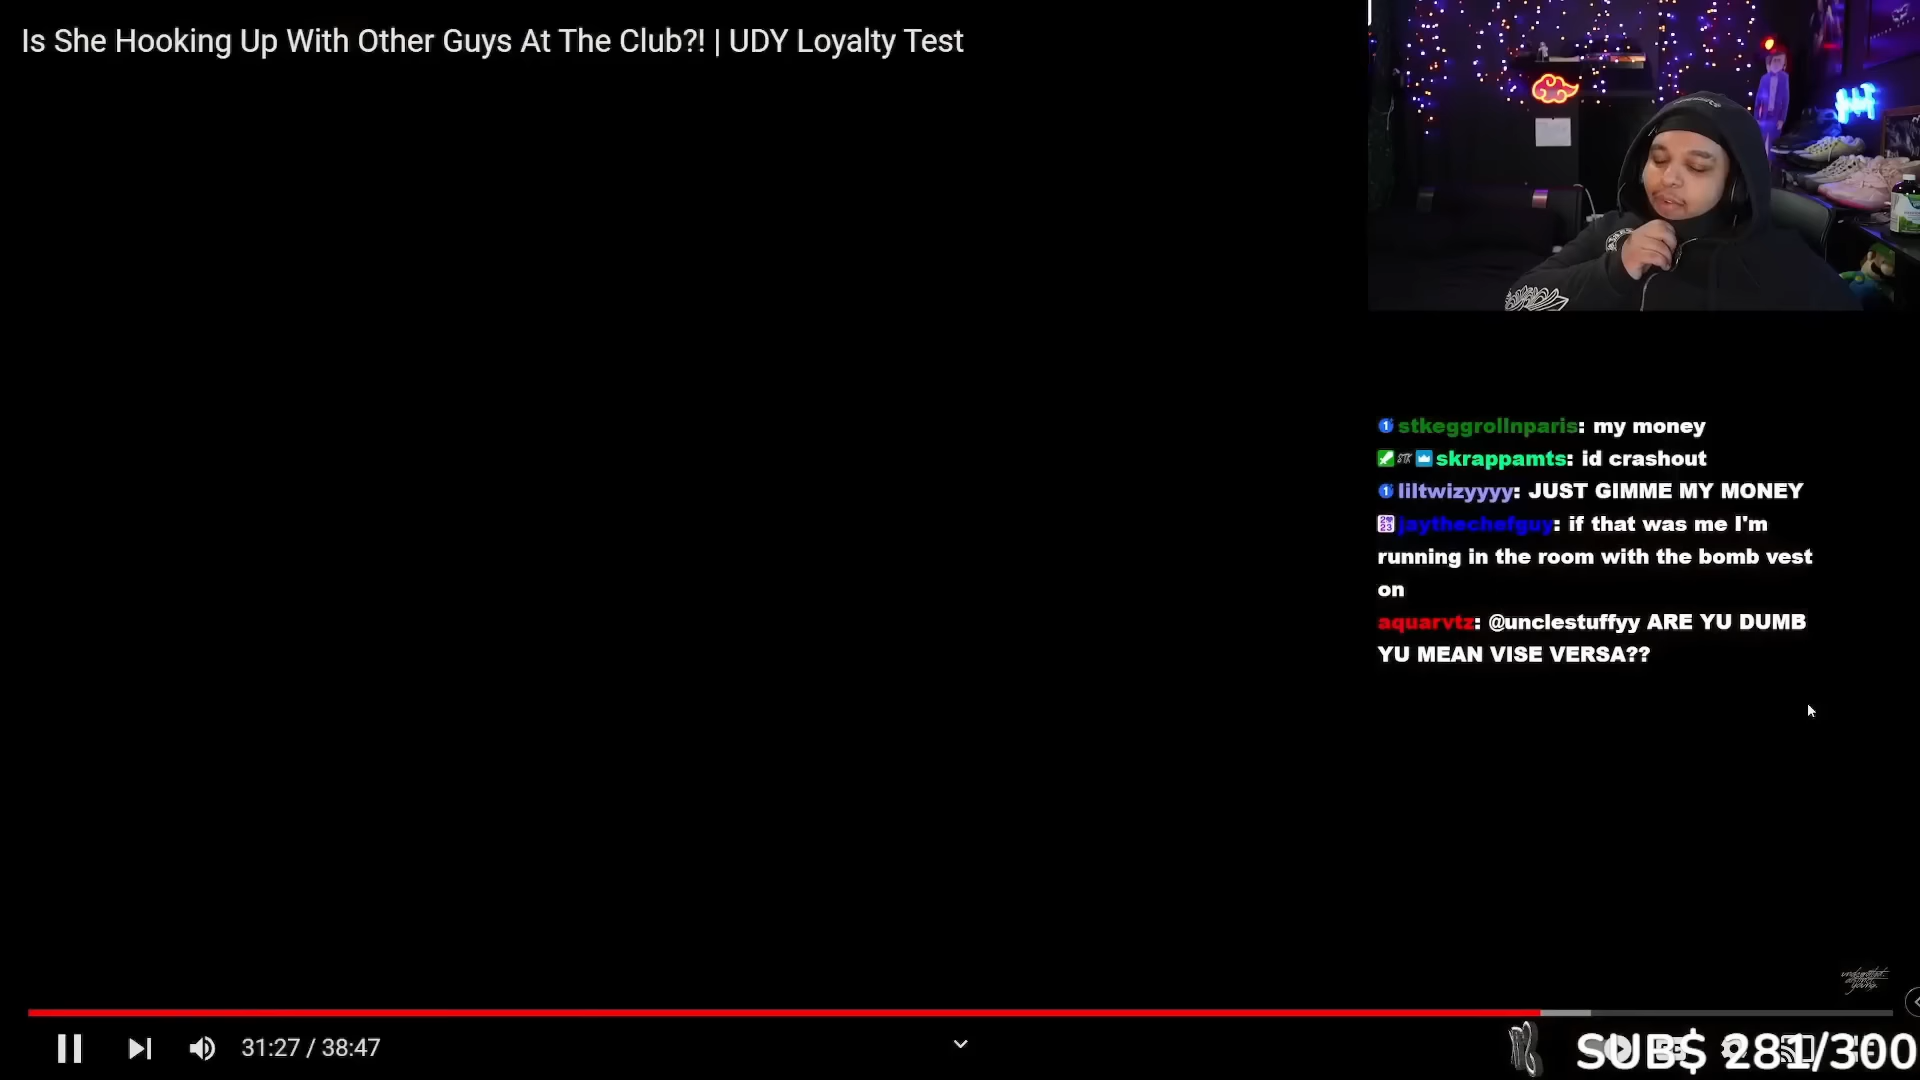 Is She Hooking Up With Other Guys At The Club?! | UDY Loyalty Test
stkeggrollnparis: my money
skrappamts: id crashout
liltwizyyyy: JUST GIMME MY MONEY
jaythechefguy: if that was me I'm
running in the room with the bomb vest
on
aquarvtz: @unclestuffyy ARE YU DUMB
YU MEAN VISE VERSA??
31:27 / 38:47
SUB$ 281/300